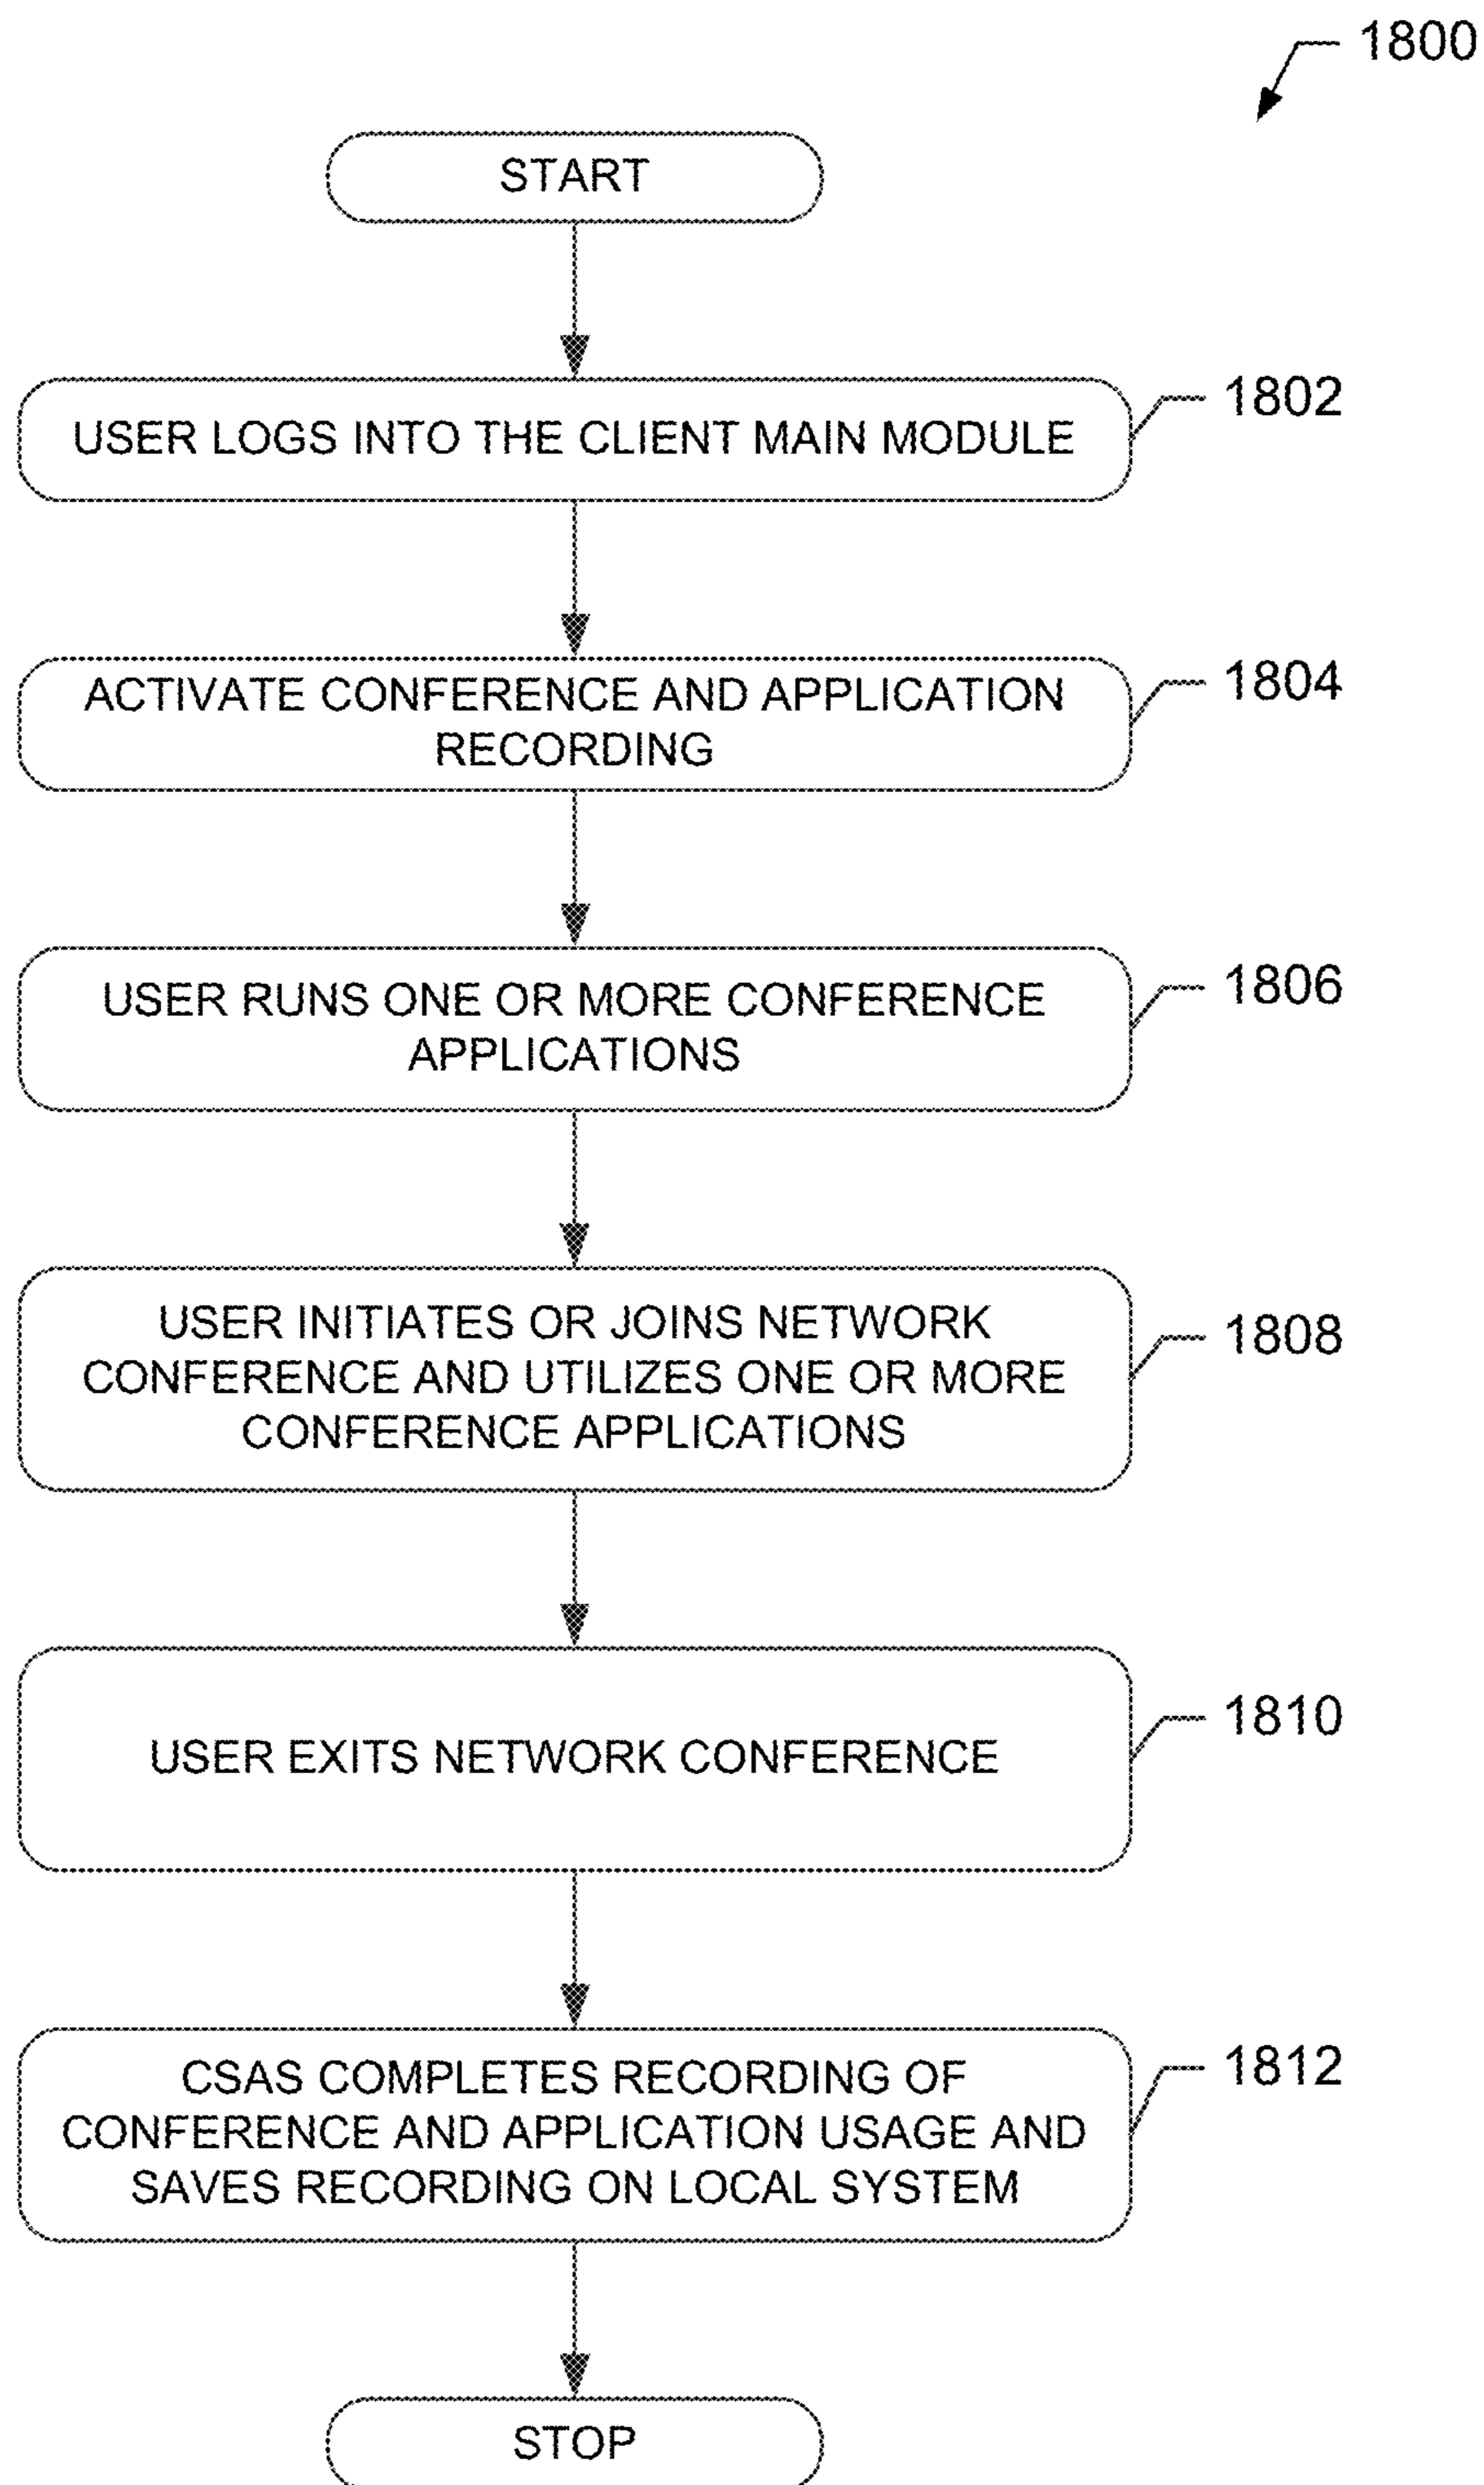 1800
START
USER LOGS INTO THE CLIENT MAIN MODULE
1802
ACTIVATE CONFERENCE AND APPLICATION
RECORDING
1804
USER RUNS ONE OR MORE CONFERENCE
APPLICATIONS
1806
USER INITIATES OR JOINS NETWORK
CONFERENCE AND UTILIZES ONE OR MORE
CONFERENCE APPLICATIONS
1808
USER EXITS NETWORK CONFERENCE
1810
CSAS COMPLETES RECORDING OF
CONFERENCE AND APPLICATION USAGE AND
SAVES RECORDING ON LOCAL SYSTEM
1812
STOP